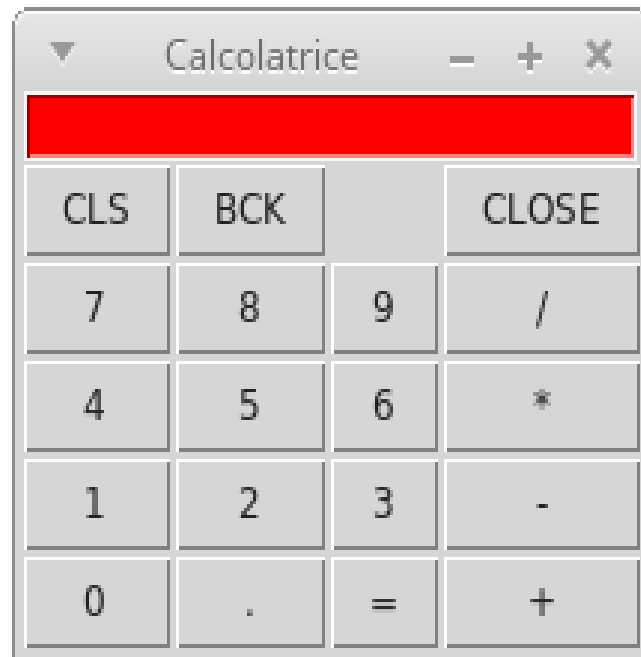 Calcolatrice
CLS BCK CLOSE
7 8 9 /
4 5 6 *
1 2 3 -
0 . = +